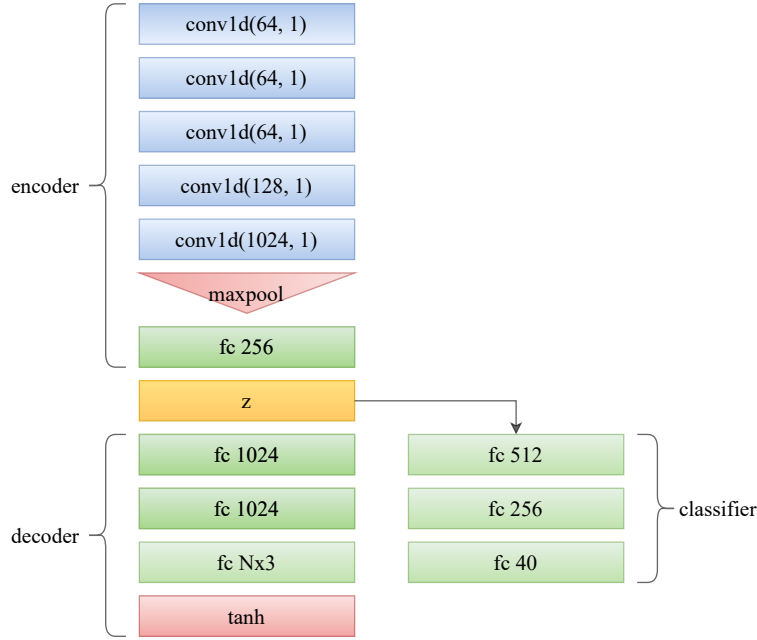 conv1d(64, 1)
conv1d(64, 1)
conv1d(64, 1)
encoder
conv1d(128, 1)
conv1d(1024, 1)
maxpool
fc 256
z
fc 1024
fc 512
fc 1024
fc 256
decoder
classifier
fc Nx3
fc 40
tanh